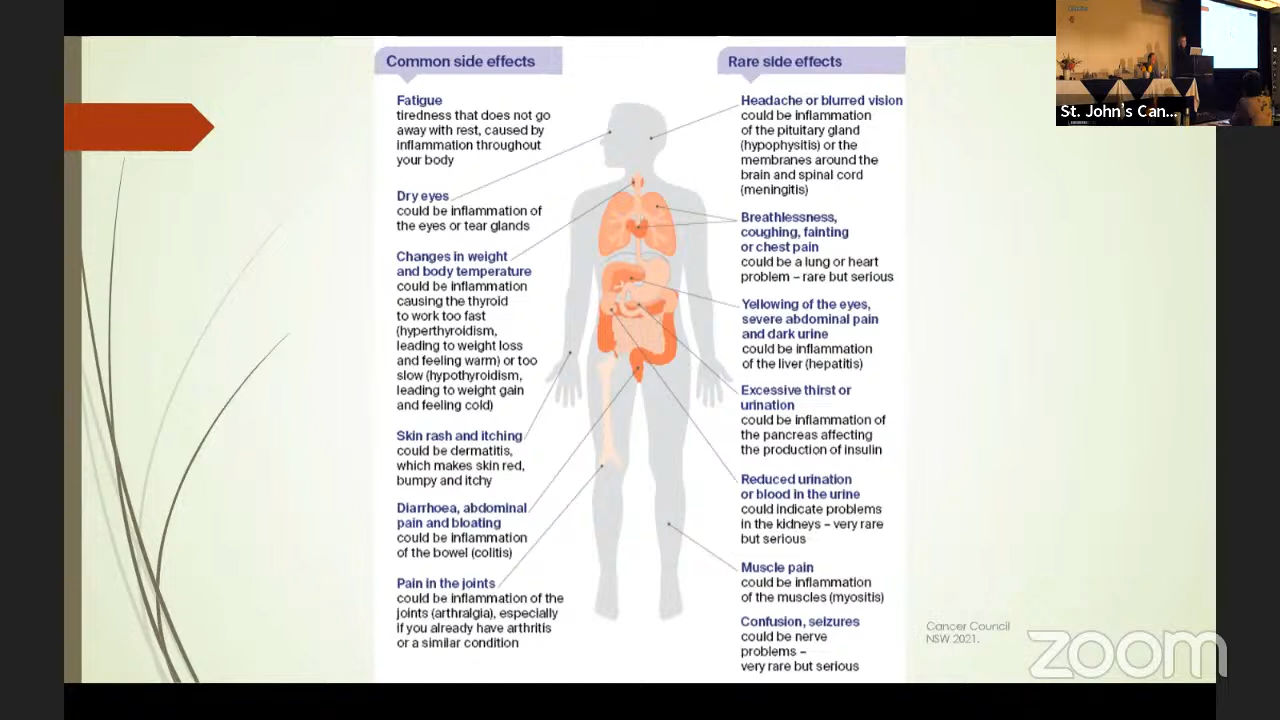 Common side effects
Fatigue
tiredness that does not go
away with rest, caused by
inflammation throughout
your body
Dry eyes
could be inflammation of
the eyes or tear glands
Changes in weight
and body temperature
could be inflammation
causing the thyroid
to work too fast
(hyperthyroidism,
leading to weight loss
and feeling warm) or too
slow (hypothyroidism,
leading to weight gain
and feeling cold)
Skin rash and itching
could be dermatitis,
which makes skin red,
bumpy and itchy
Diarrhoea, abdominal
pain and bloating
could be inflammation
of the bowel (colitis)
Pain in the joints
could be inflammation of the
joints (arthralgia), especially
if you already have arthritis
or a similar condition
Rare side effects
Headache or blurred vision
could be inflammation
of the pituitary gland
(hypophysitis) or the
membranes around the
brain and spinal cord
(meningitis)
Breathlessness,
coughing, fainting
or chest pain
could be a lung or heart
problem – rare but serious
Yellowing of the eyes,
severe abdominal pain
and dark urine
could be inflammation
of the liver (hepatitis)
Excessive thirst or
urination
could be inflammation of
the pancreas affecting
the production of insulin
Reduced urination
or blood in the urine
could indicate problems
in the kidneys – very rare
but serious
Muscle pain
could be inflammation
of the muscles (myositis)
Confusion, seizures
could be nerve
problems –
very rare but serious
Cancer Council
NSW 2021.
zoom
St. John's Can...